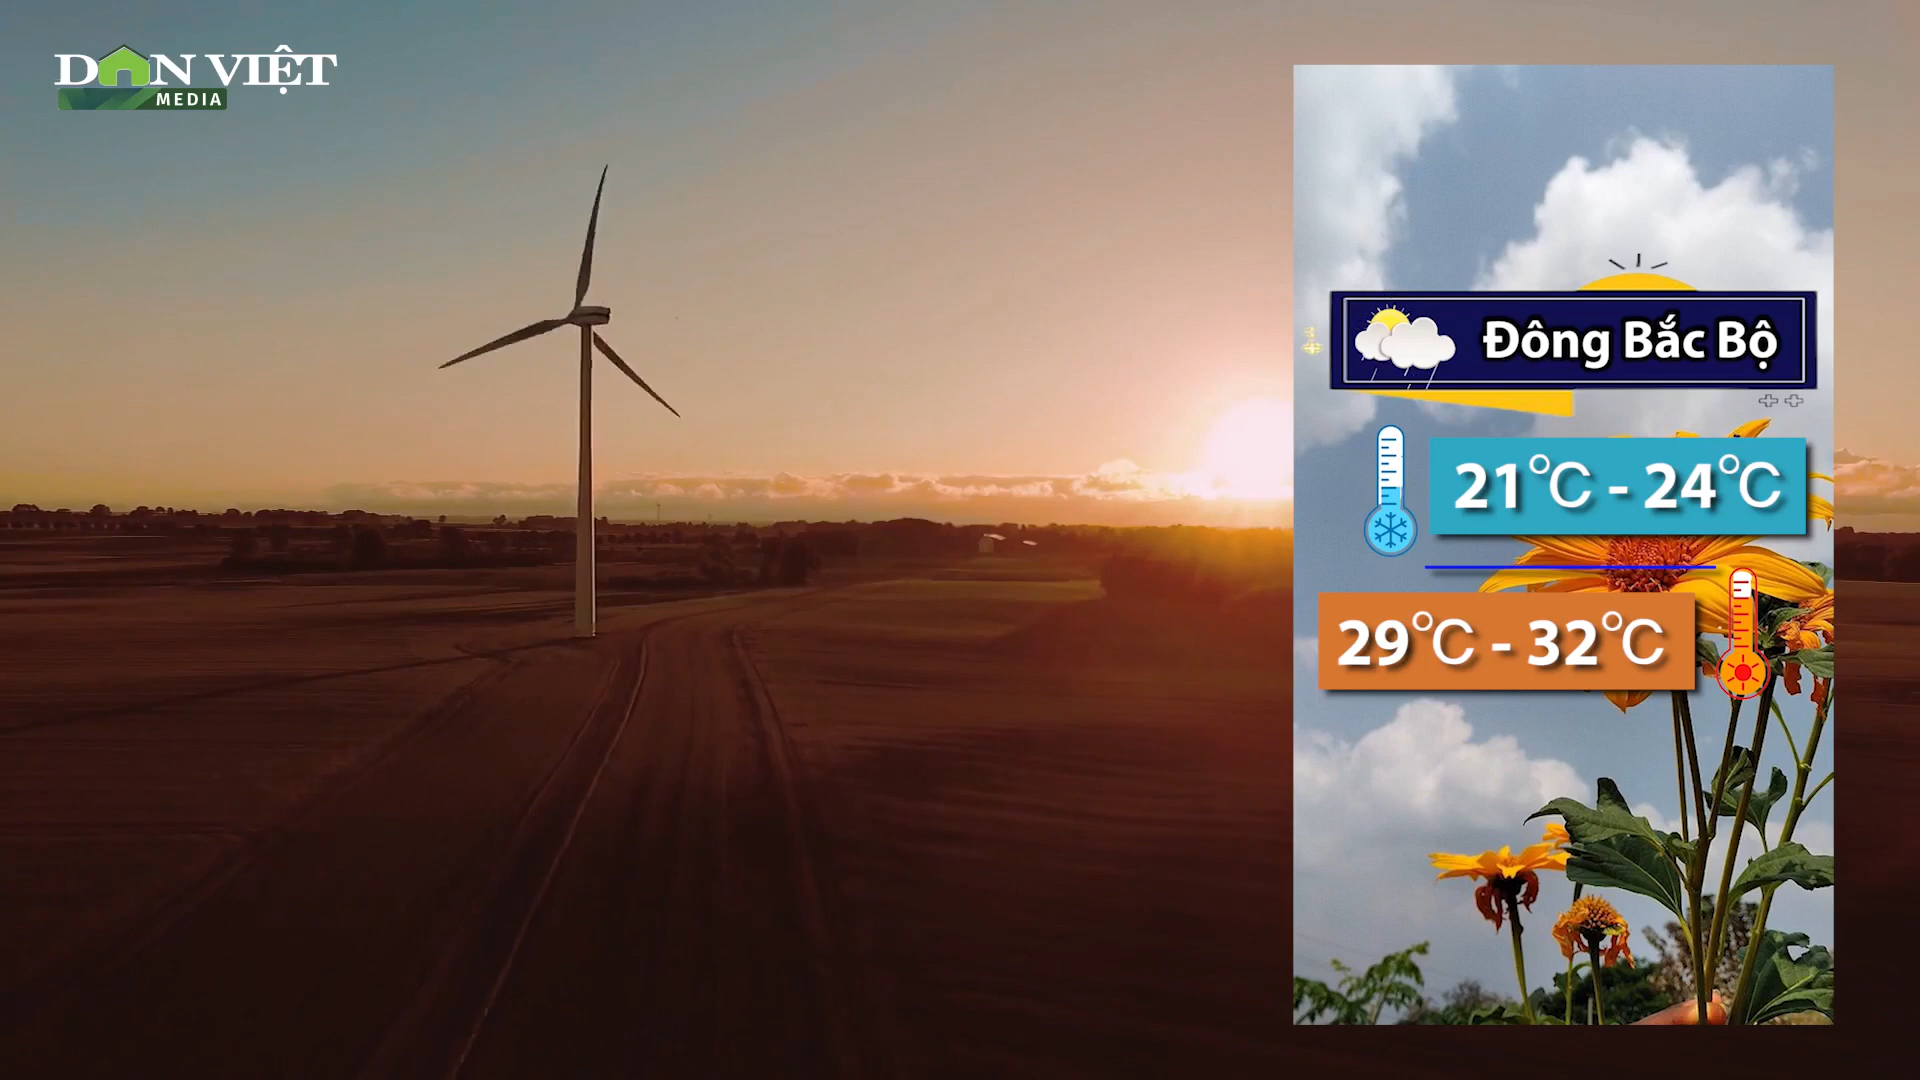 DÂN VIỆT
MEDIA
Đông Bắc Bộ
21°C - 24°C
29°C - 32°C